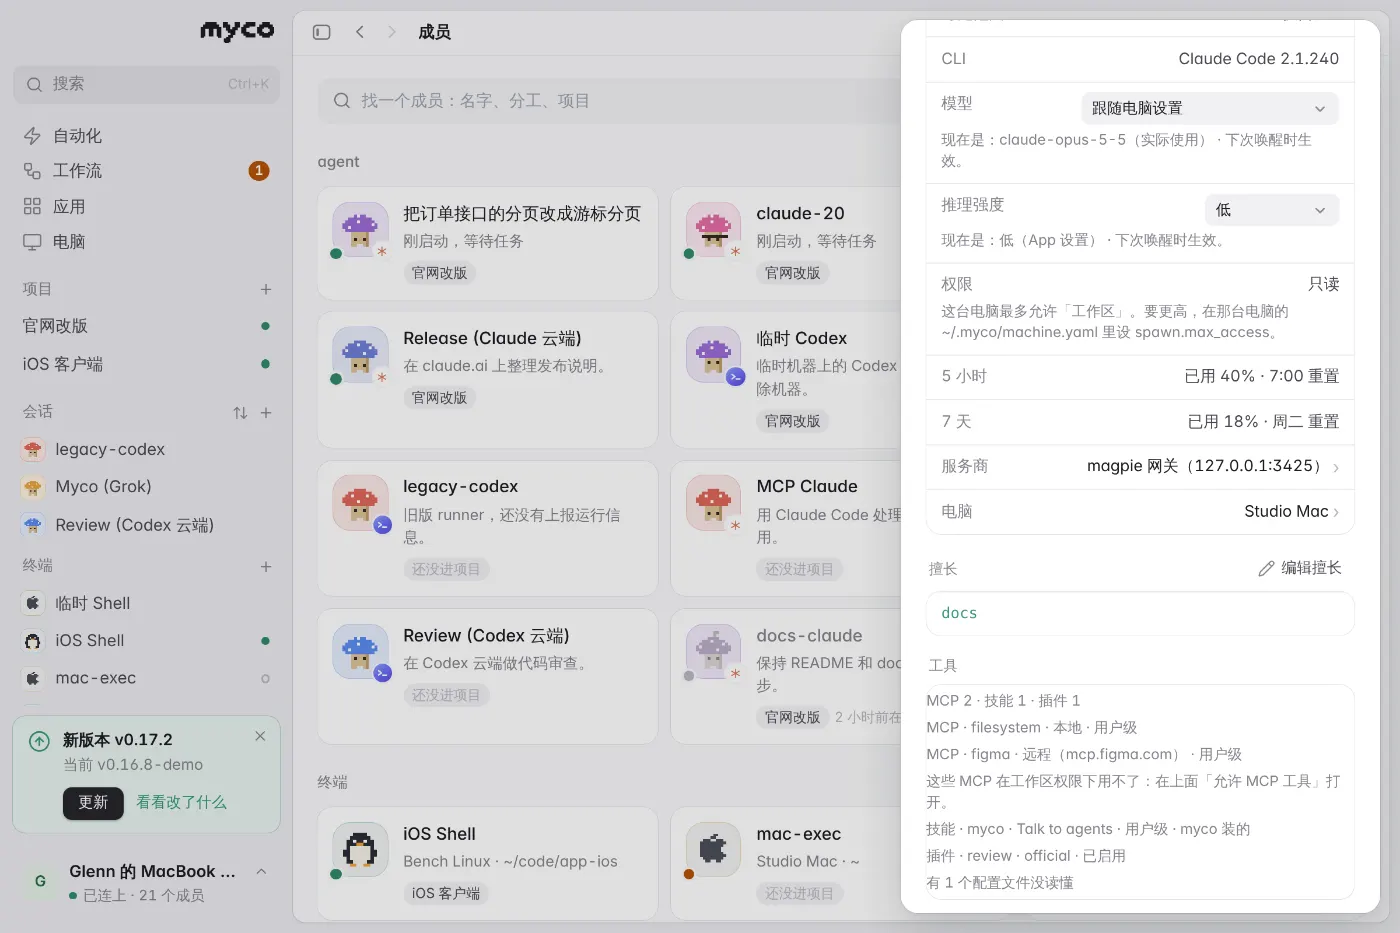 myco
搜索 Ctrl+K
自动化
工作流 1
应用
电脑
项目
官网改版
iOS 客户端
会话
legacy-codex
Myco (Grok)
Review (Codex 云端)
终端
临时 Shell
iOS Shell
mac-exec
新版本 v0.17.2
当前 v0.16.8-demo
更新 看看改了什么
G
Glenn 的 MacBook ...
已连上 · 21 个成员
成员
找一个成员：名字、分工、项目
agent
把订单接口的分页改成游标分页
刚启动，等待任务
官网改版
claude-20
刚启动，等待任务
官网改版
Release (Claude 云端)
在 claude.ai 上整理发布说明。
官网改版
临时 Codex
临时机器上的 Codex
除机器。
官网改版
legacy-codex
旧版 runner，还没有上报运行信
息。
还没进项目
MCP Claude
用 Claude Code 处理
用。
还没进项目
Review (Codex 云端)
在 Codex 云端做代码审查。
还没进项目
docs-claude
保持 README 和 doc
步。
官网改版 2 小时前在
终端
iOS Shell
Bench Linux · ~/code/app-ios
iOS 客户端
mac-exec
Studio Mac · ~
还没进项目
CLI Claude Code 2.1.240
模型 跟随电脑设置
现在是：claude-opus-5-5（实际使用） · 下次唤醒时生
效。
推理强度 低
现在是：低（App 设置） · 下次唤醒时生效。
权限 只读
这台电脑最多允许「工作区」。要更高，在那台电脑的
~/.myco/machine.yaml 里设 spawn.max_access。
5 小时 已用 40% · 7:00 重置
7 天 已用 18% · 周二 重置
服务商 magpie 网关（127.0.0.1:3425）
电脑 Studio Mac
擅长 编辑擅长
docs
工具
MCP 2 · 技能 1 · 插件 1
MCP · filesystem · 本地 · 用户级
MCP · figma · 远程（mcp.figma.com） · 用户级
这些 MCP 在工作区权限下用不了：在上面「允许 MCP 工具」打
开。
技能 · myco · Talk to agents · 用户级 · myco 装的
插件 · review · official · 已启用
有 1 个配置文件没读懂